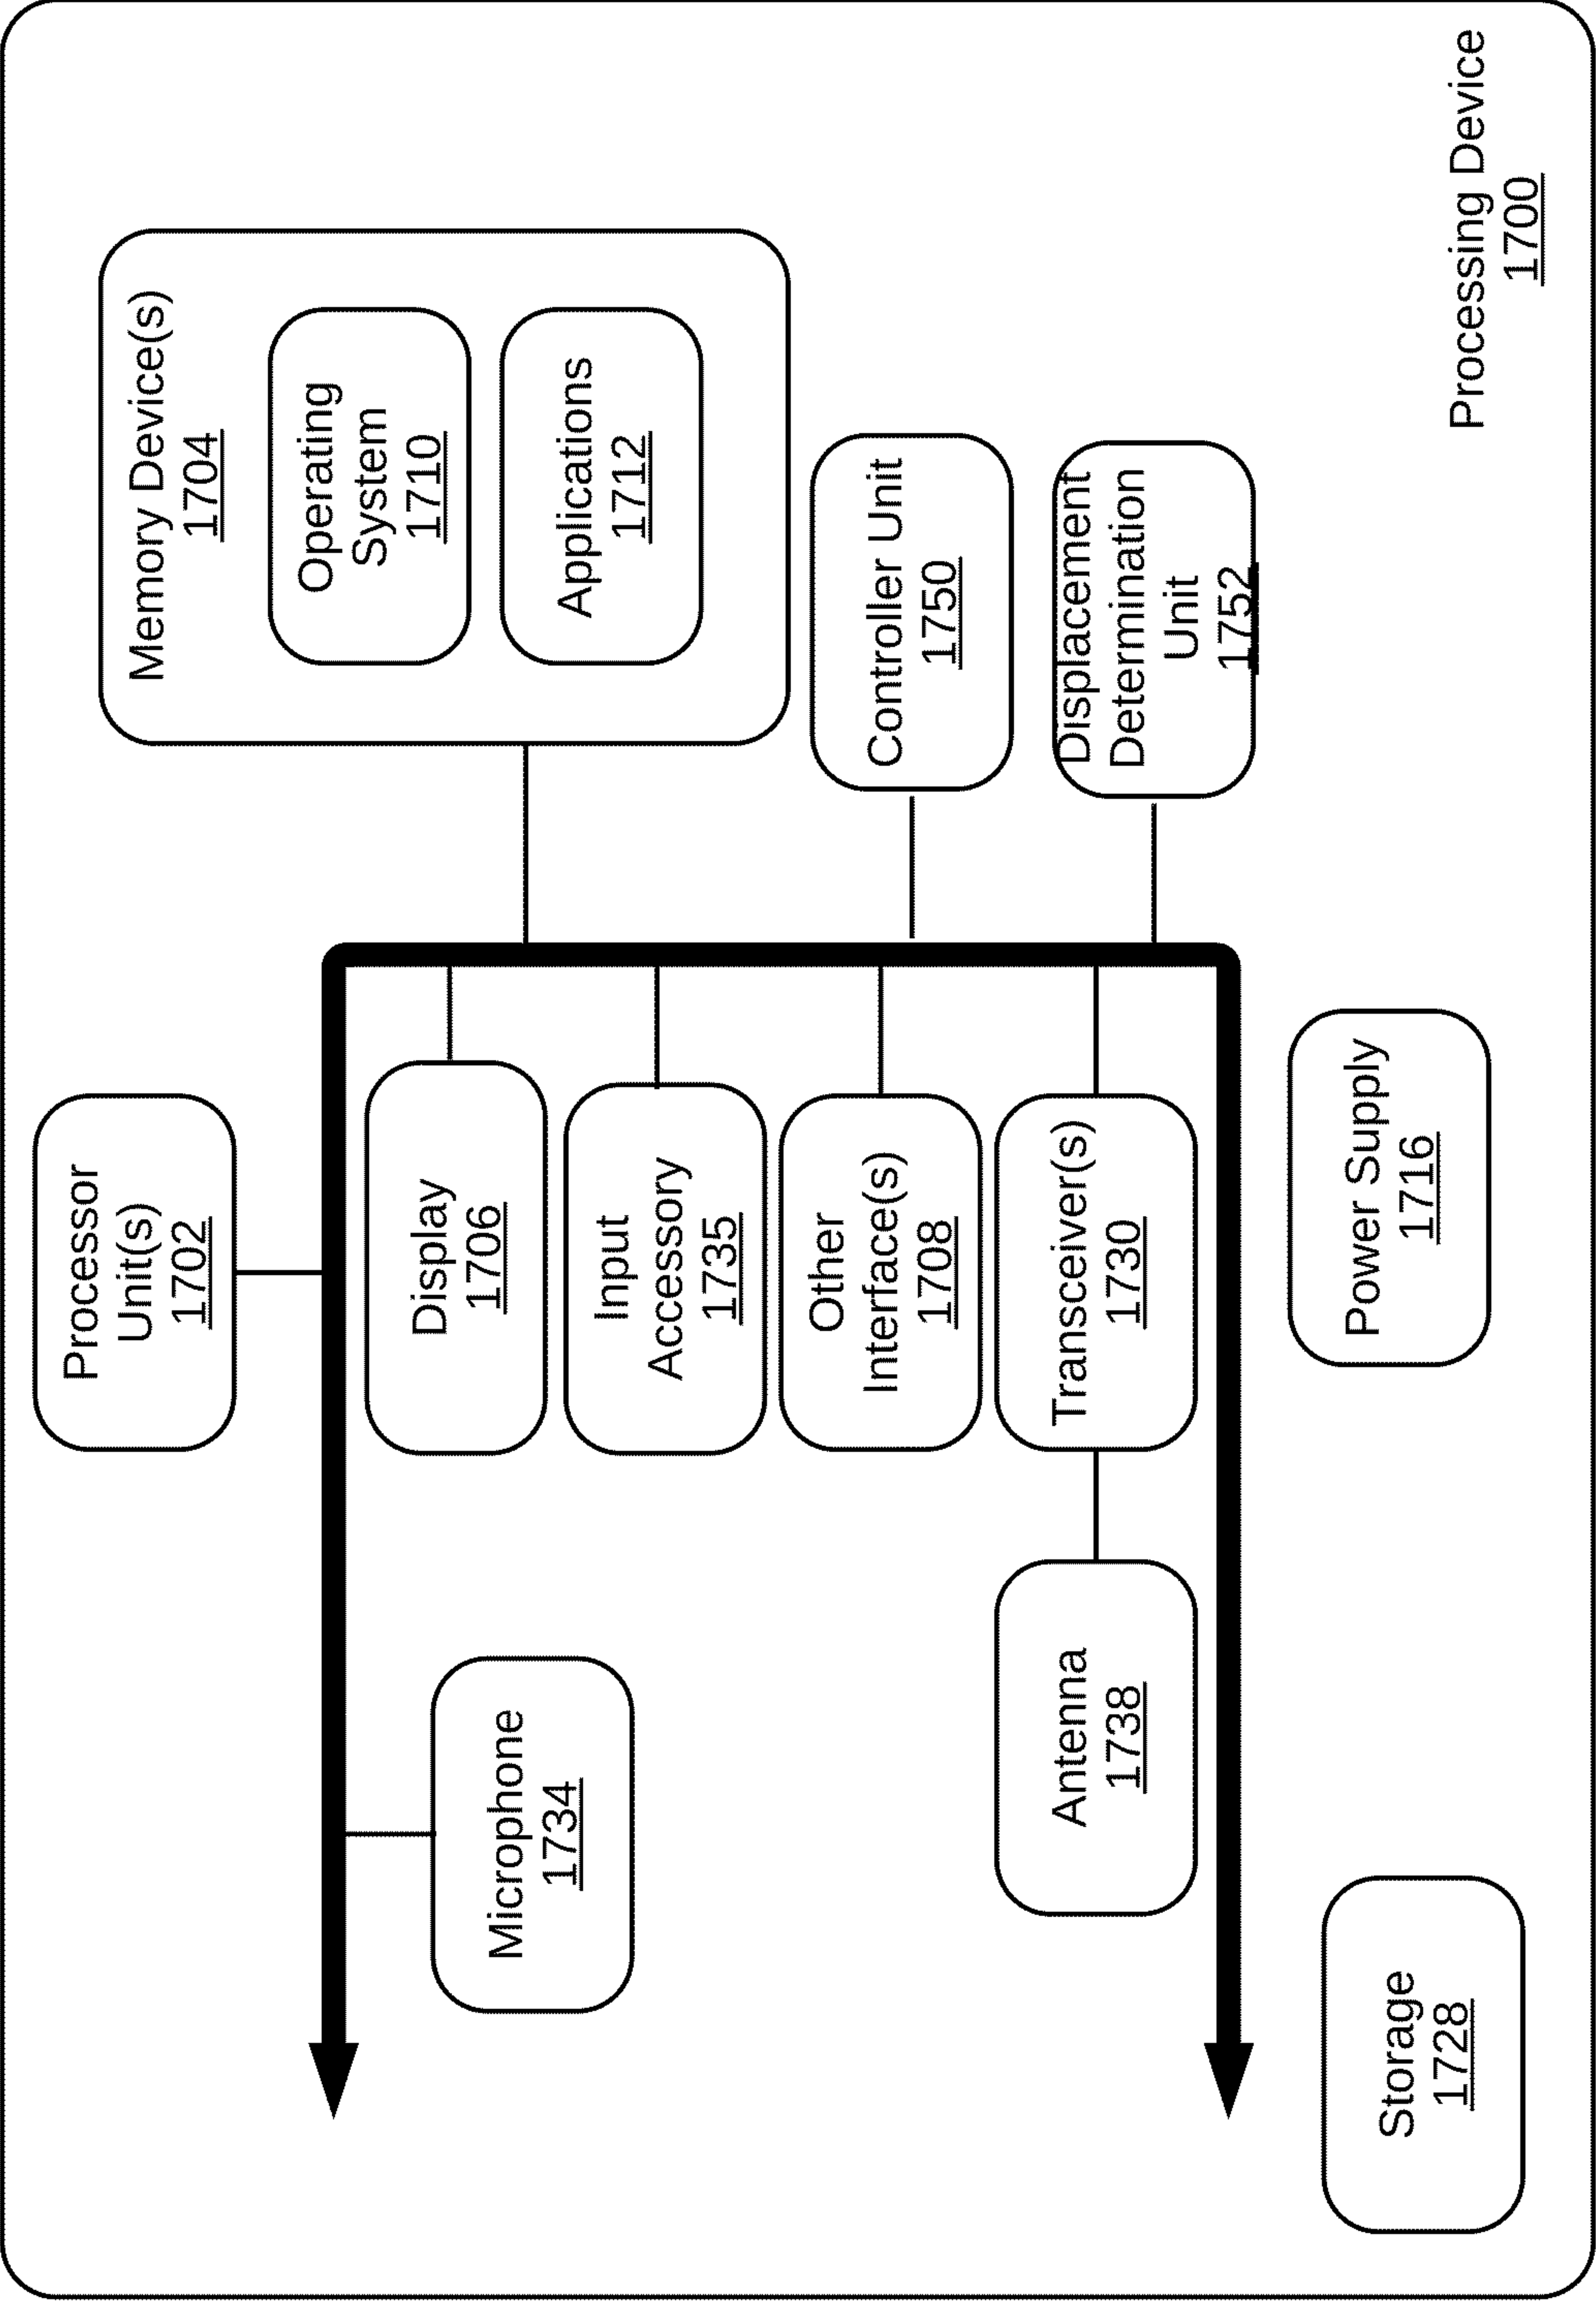 Processor
Unit(s)
1702
Memory Device(s)
1704
Operating
System
1710
Applications
1712
Display
1706
Microphone
1734
Input
Accessory
1735
Other
Interface(s)
1708
Controller Unit
1750
Antenna
1738
Transceiver(s)
1730
Displacement
Determination
Unit
1752
Storage
1728
Power Supply
1716
Processing Device
1700